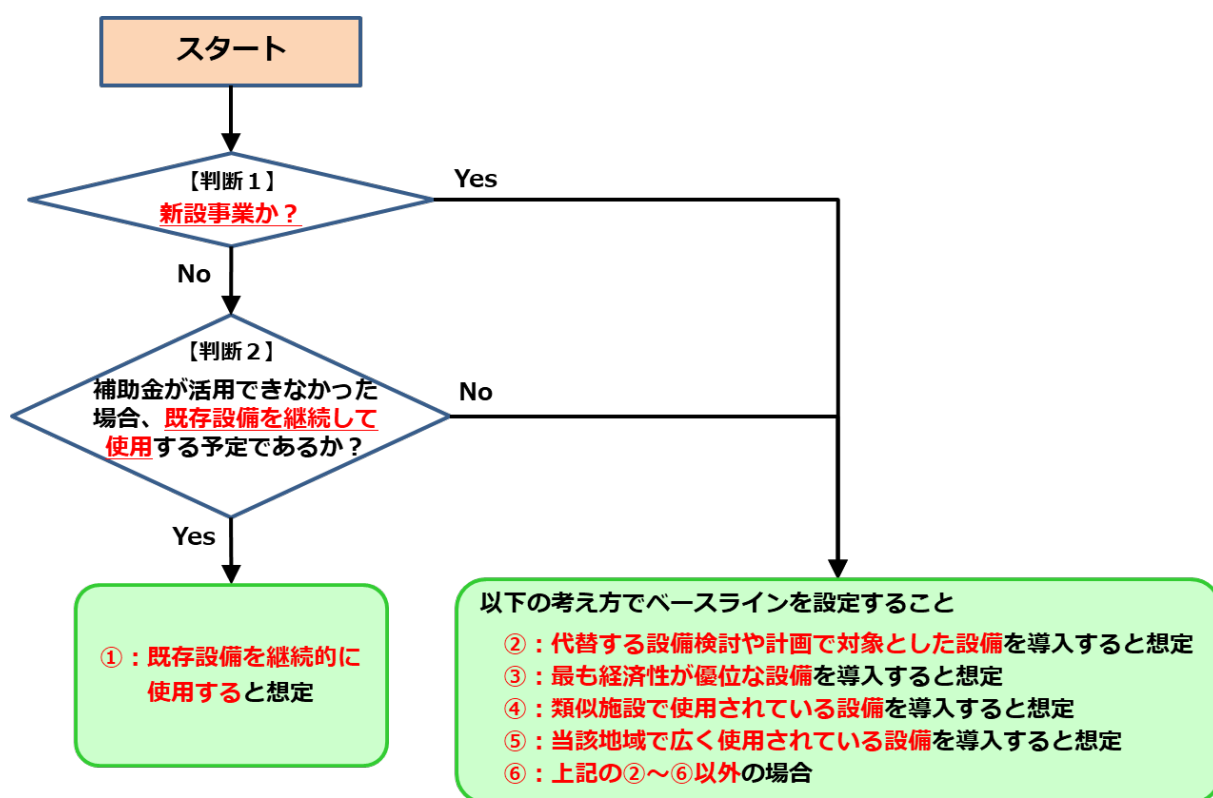 スタート
【判断１】
新設事業か？
Yes
No
【判断２】
補助金が活用できなかった
場合、既存設備を継続して
使用する予定であるか？
No
Yes
①：既存設備を継続的に
使用すると想定
以下の考え方でベースラインを設定すること
②：代替する設備検討や計画で対象とした設備を導入すると想定
③：最も経済性が優位な設備を導入すると想定
④：類似施設で使用されている設備を導入すると想定
⑤：当該地域で広く使用されている設備を導入すると想定
⑥：上記の②～⑥以外の場合